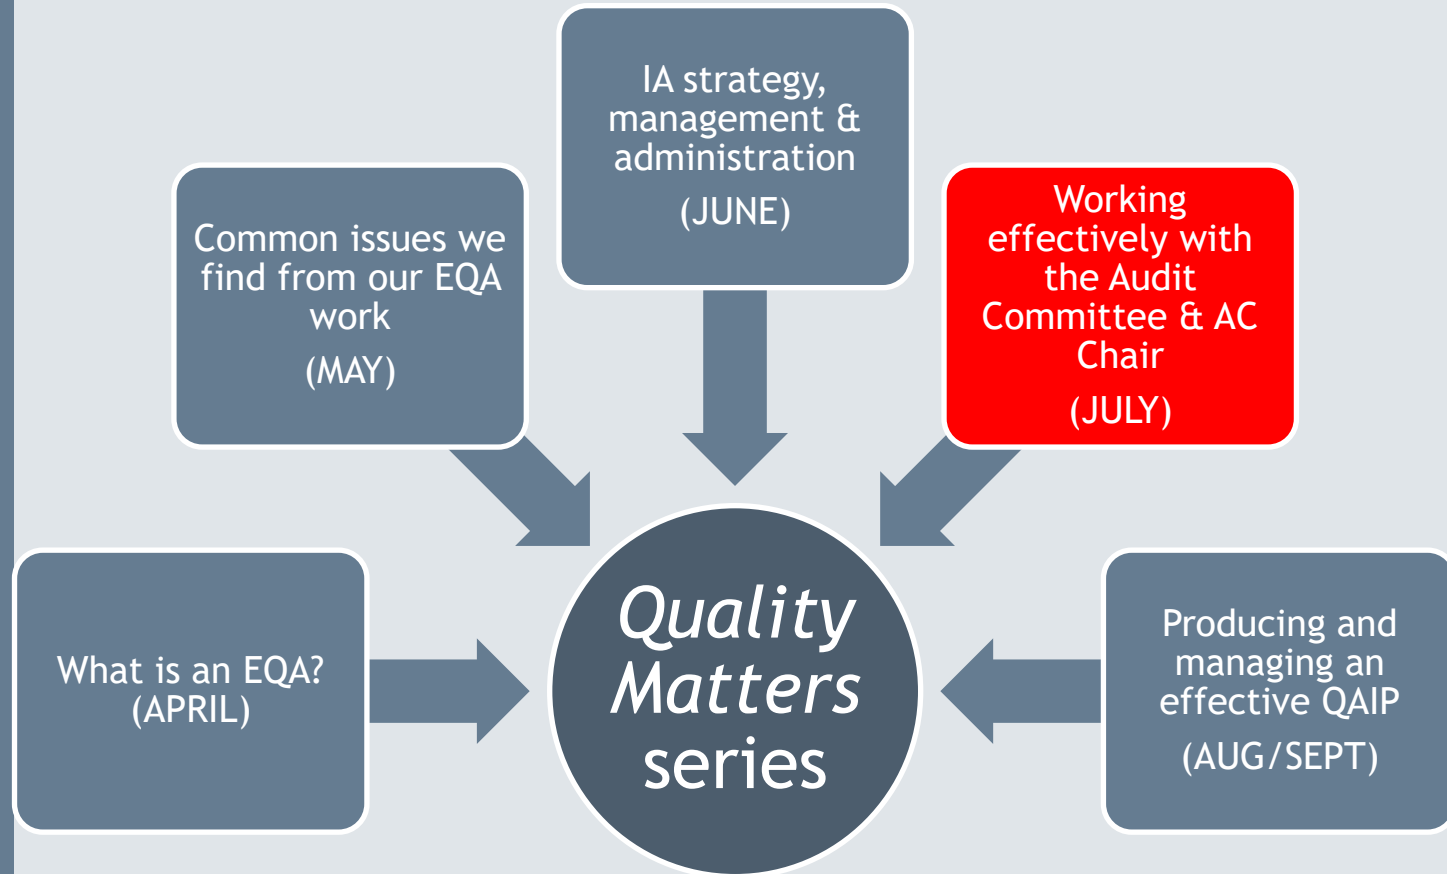 What is an EQA?
(APRIL)
Common issues we
find from our EQA
work
(MAY)
IA strategy,
management &
administration
(JUNE)
Working
effectively with
the Audit
Committee & AC
Chair
(JULY)
Producing and
managing an
effective QAIP
(AUG/SEPT)
Quality
Matters
series